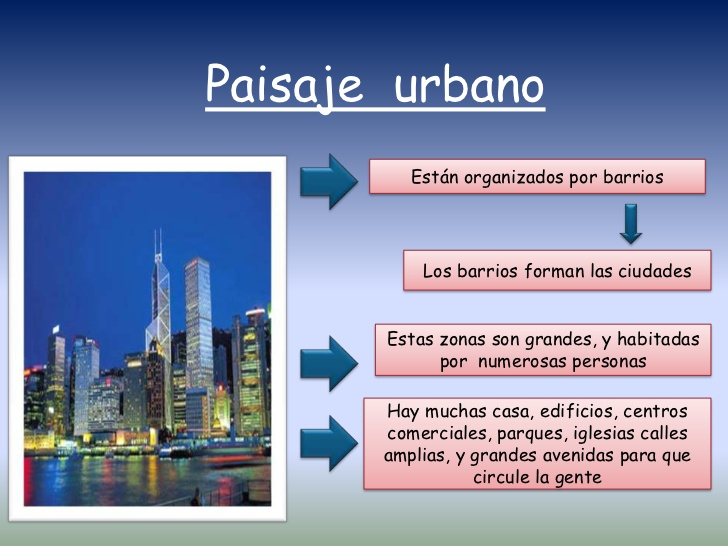 Paisaje urbano
Están organizados por barrios
Los barrios forman las ciudades
Estas zonas son grandes, y habitadas
por numerosas personas
Hay muchas casa, edificios, centros
comerciales, parques, iglesias calles
amplias, y grandes avenidas para que
circule la gente